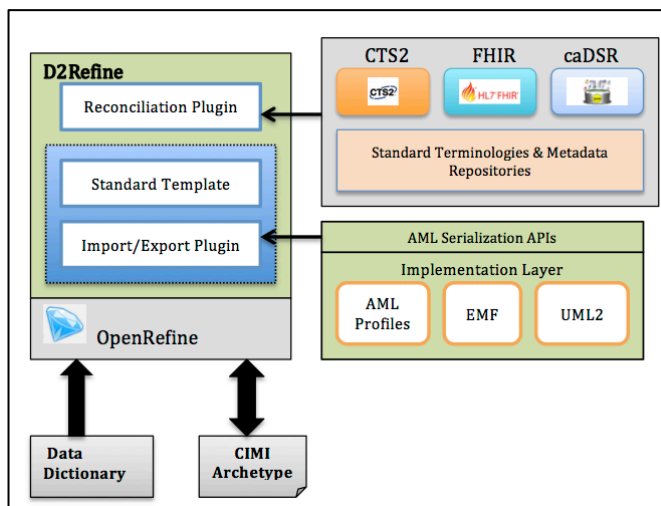 D2Refine
Reconciliation Plugin
Standard Template
Import/Export Plugin
OpenRefine
CTS2
FHIR
caDSR
CTS2
HL7 FHIR
Standard Terminologies & Metadata
Repositories
AML Serialization APIs
Implementation Layer
AML
Profiles
EMF
UML2
Data
Dictionary
CIMI
Archetype